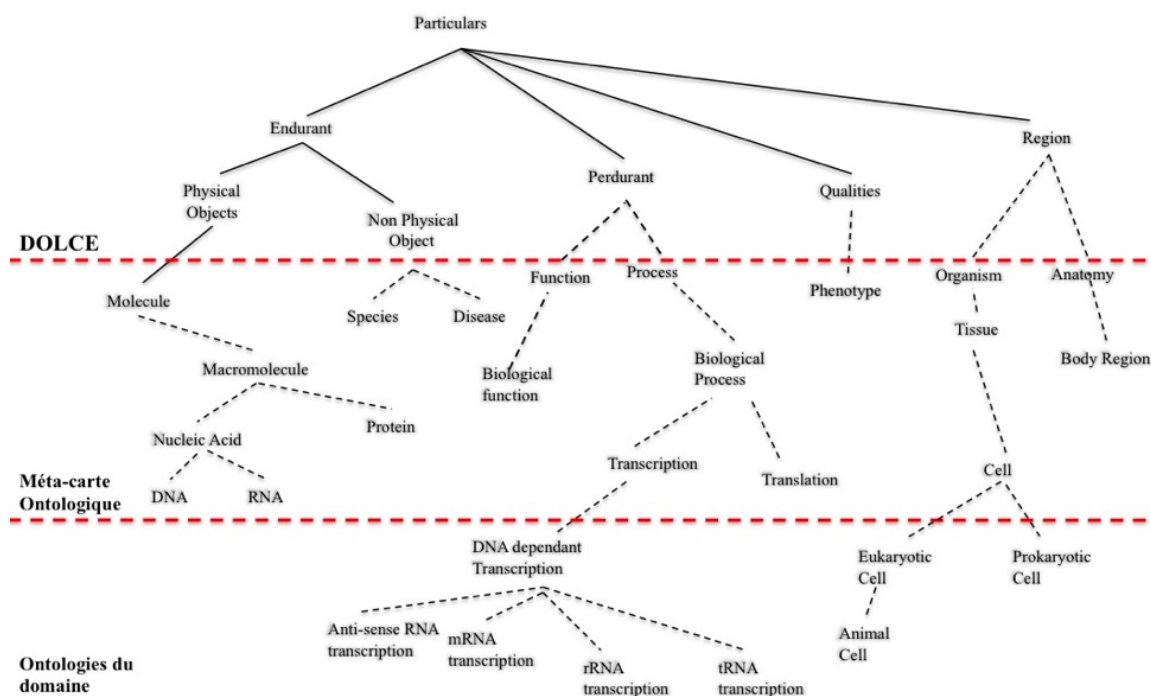 Particulars
Endurant
Region
Physical
Objects
Perdurant
Qualities
Non Physical
Object
DOLCE
Function
Process
Organism
Anatomy
Molecule
Phenotype
Species
Disease
Tissue
Macromolecule
Biological
function
Biological
Process
Body Region
Protein
Nucleic Acid
Transcription
Translation
Cell
Méta-carte
Ontologique
DNA
RNA
DNA dependant
Transcription
Eukaryotic
Cell
Prokaryotic
Cell
Anti-sense RNA
transcription
mRNA
transcription
rRNA
transcription
tRNA
transcription
Animal
Cell
Ontologies du
domaine